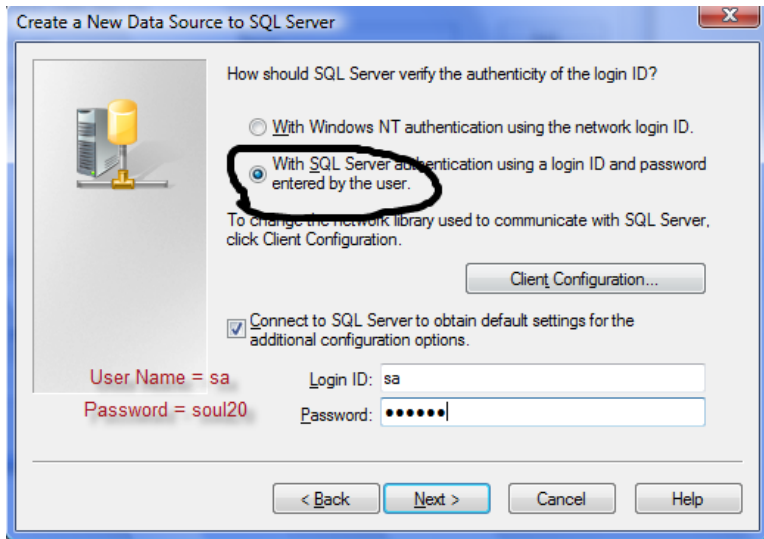 Create a New Data Source to SQL Server
How should SQL Server verify the authenticity of the login ID?
With Windows NT authentication using the network login ID.
With SQL Server authentication using a login ID and password
entered by the user.
To change the network library used to communicate with SQL Server,
click Client Configuration.
Client Configuration...
Connect to SQL Server to obtain default settings for the
additional configuration options.
User Name = sa
Login ID: sa
Password = soul20
Password: ●●●●●●
< Back
Next >
Cancel
Help